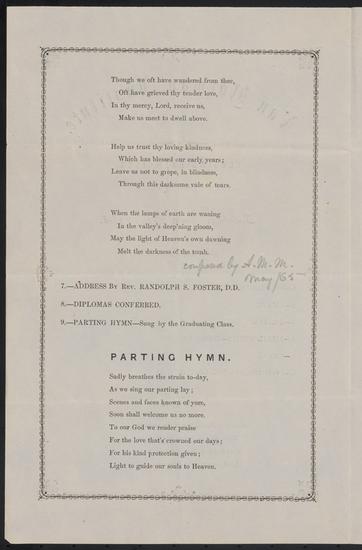 Though we oft have wandered from thee,
Oft have grieved thy tender love,
In thy mercy, Lord, receive us,
Make us meet to dwell above.
Help us trust thy loving kindness,
Which has blessed our early years;
Leave us not to grope, in blindness,
Through this darksome vale of tears.
When the lamps of earth are waning
In the valley's deep'ning gloom,
May the light of Heaven's own dawning
Melt the darkness of the tomb.
composed by A. M. M.
May/65
7.—ADDRESS BY REV. RANDOLPH S. FOSTER, D.D.
8.—DIPLOMAS CONFERRED.
9.—PARTING HYMN—Sung by the Graduating Class.
PARTING HYMN.
Sadly breathes the strain to-day,
As we sing our parting lay;
Scenes and faces known of yore,
Soon shall welcome us no more.
To our God we render praise
For the love that's crowned our days;
For his kind protection given;
Light to guide our souls to Heaven.